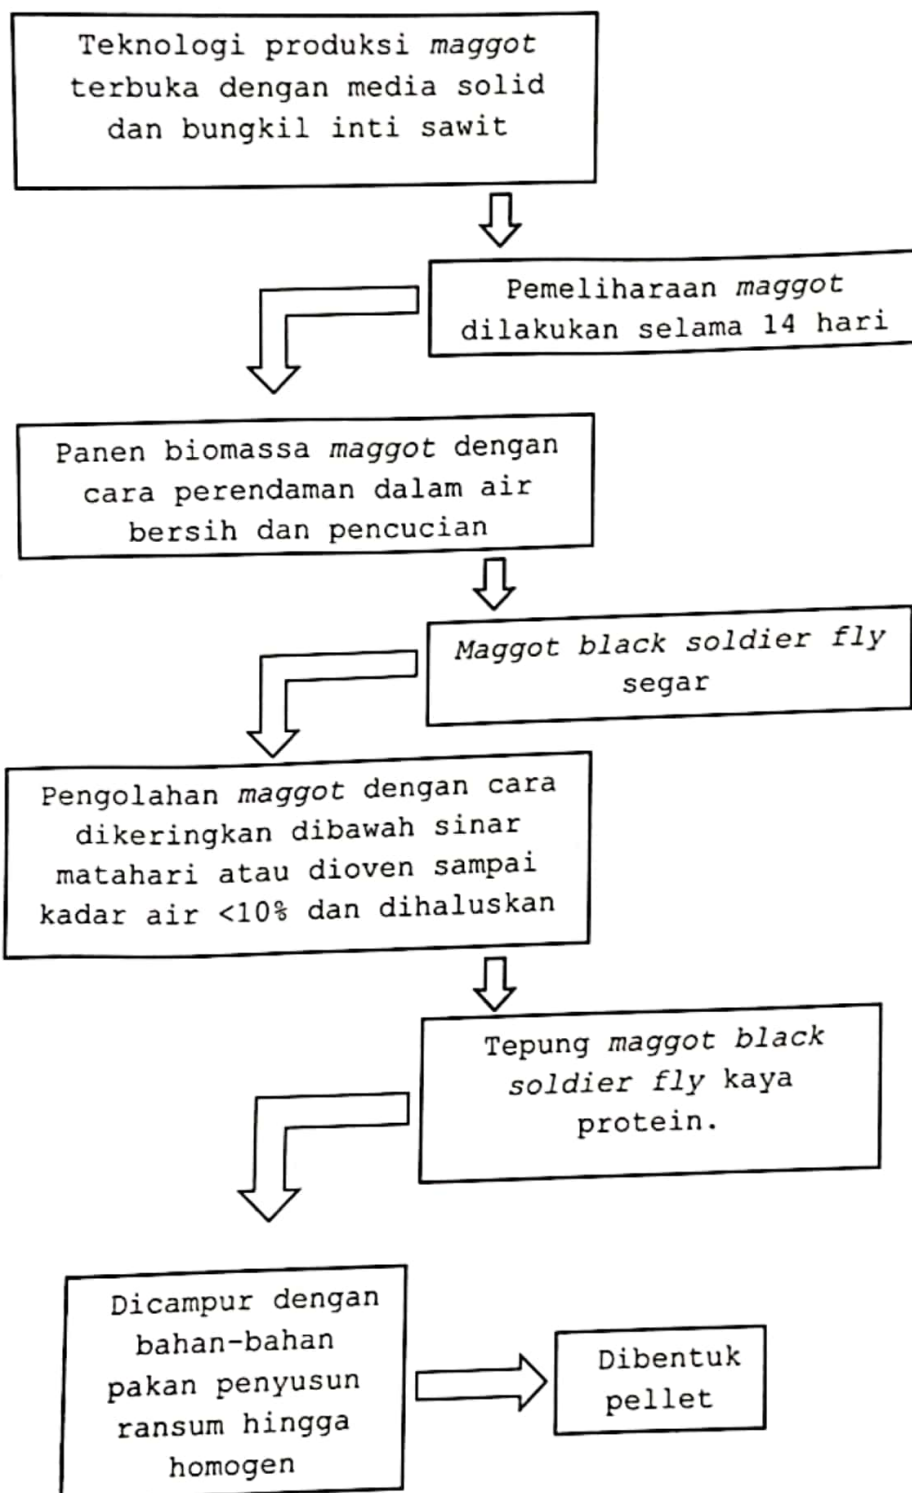 Teknologi produksi maggot
terbuka dengan media solid
dan bungkil inti sawit
Pemeliharaan maggot
dilakukan selama 14 hari
Panen biomassa maggot dengan
cara perendaman dalam air
bersih dan pencucian
Maggot black soldier fly
segar
Pengolahan maggot dengan cara
dikeringkan dibawah sinar
matahari atau dioven sampai
kadar air <10% dan dihaluskan
Tepung maggot black
soldier fly kaya
protein.
Dicampur dengan
bahan-bahan
pakan penyusun
ransum hingga
homogen
Dibentuk
pellet